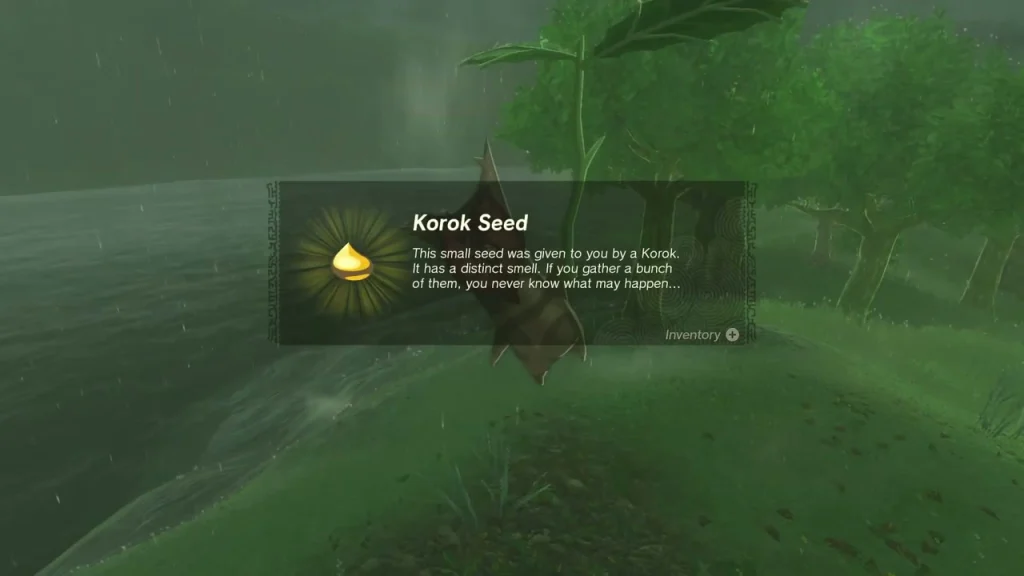 Korok Seed
This small seed was given to you by a Korok.
It has a distinct smell. If you gather a bunch
of them, you never know what may happen...
Inventory